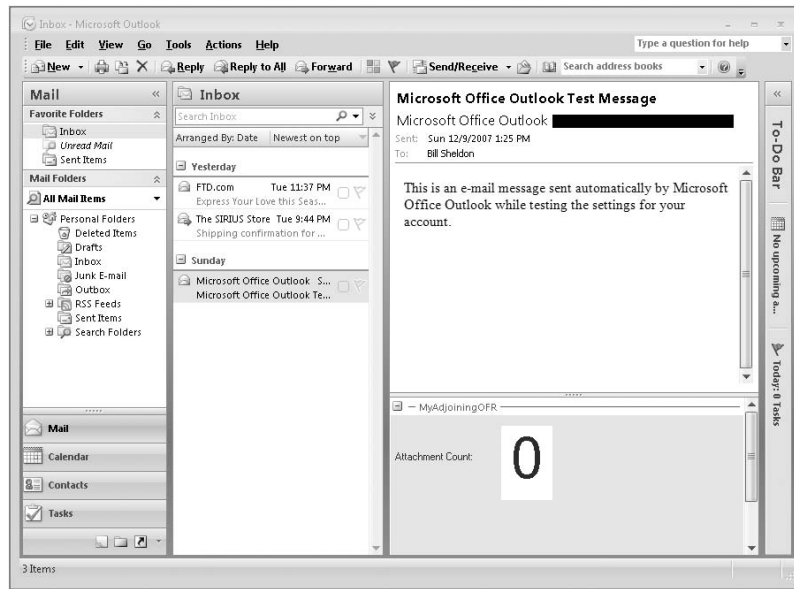 Inbox - Microsoft Outlook
File Edit View Go Tools Actions Help
Type a question for help
New Reply Reply to All Forward Send/Receive Search address books
Mail
Favorite Folders
Inbox
Unread Mail
Sent Items
Mail Folders
All Mail Items
Personal Folders
Deleted Items
Drafts
Inbox
Junk E-mail
Outbox
RSS Feeds
Sent Items
Search Folders
Mail
Calendar
Contacts
Tasks
Inbox
Search Inbox
Arranged By: Date Newest on top
Yesterday
FTD.com Tue 11:37 PM
Express Your Love this Seas...
The SIRIUS Store Tue 9:44 PM
Shipping confirmation for ...
Sunday
Microsoft Office Outlook S...
Microsoft Office Outlook Te...
Microsoft Office Outlook Test Message
Microsoft Office Outlook
Sent: Sun 12/9/2007 1:25 PM
To: Bill Sheldon
This is an e-mail message sent automatically by Microsoft
Office Outlook while testing the settings for your
account.
MyAdjoiningOFR
Attachment Count: 0
To-Do Bar
No upcoming a...
Today: 0 Tasks
3 Items